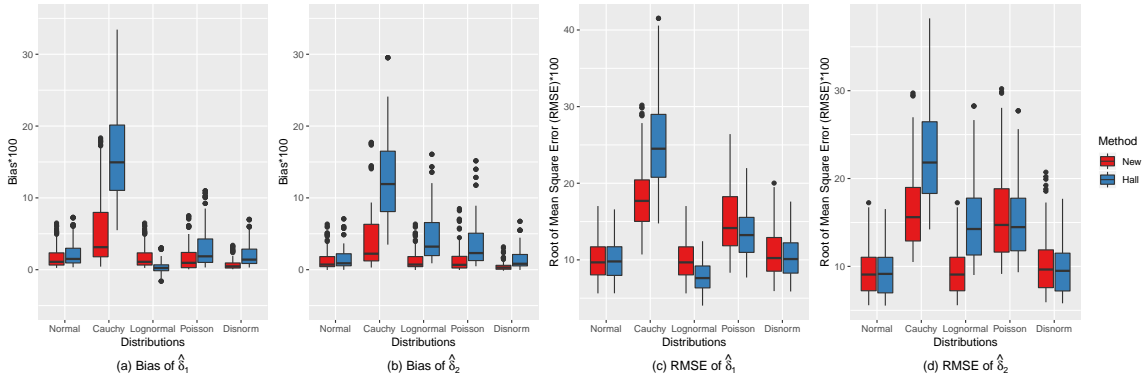 Bias*100
30
20
10
0
Normal Cauchy Lognormal Poisson Disnorm
Distributions
(a) Bias of δ̂₁
Bias*100
30
20
10
0
Normal Cauchy Lognormal Poisson Disnorm
Distributions
(b) Bias of δ̂₂
Root of Mean Square Error (RMSE)*100
40
30
20
10
Normal Cauchy Lognormal Poisson Disnorm
Distributions
(c) RMSE of δ̂₁
Root of Mean Square Error (RMSE)*100
30
20
10
Normal Cauchy Lognormal Poisson Disnorm
Distributions
(d) RMSE of δ̂₂
Method
New
Hall